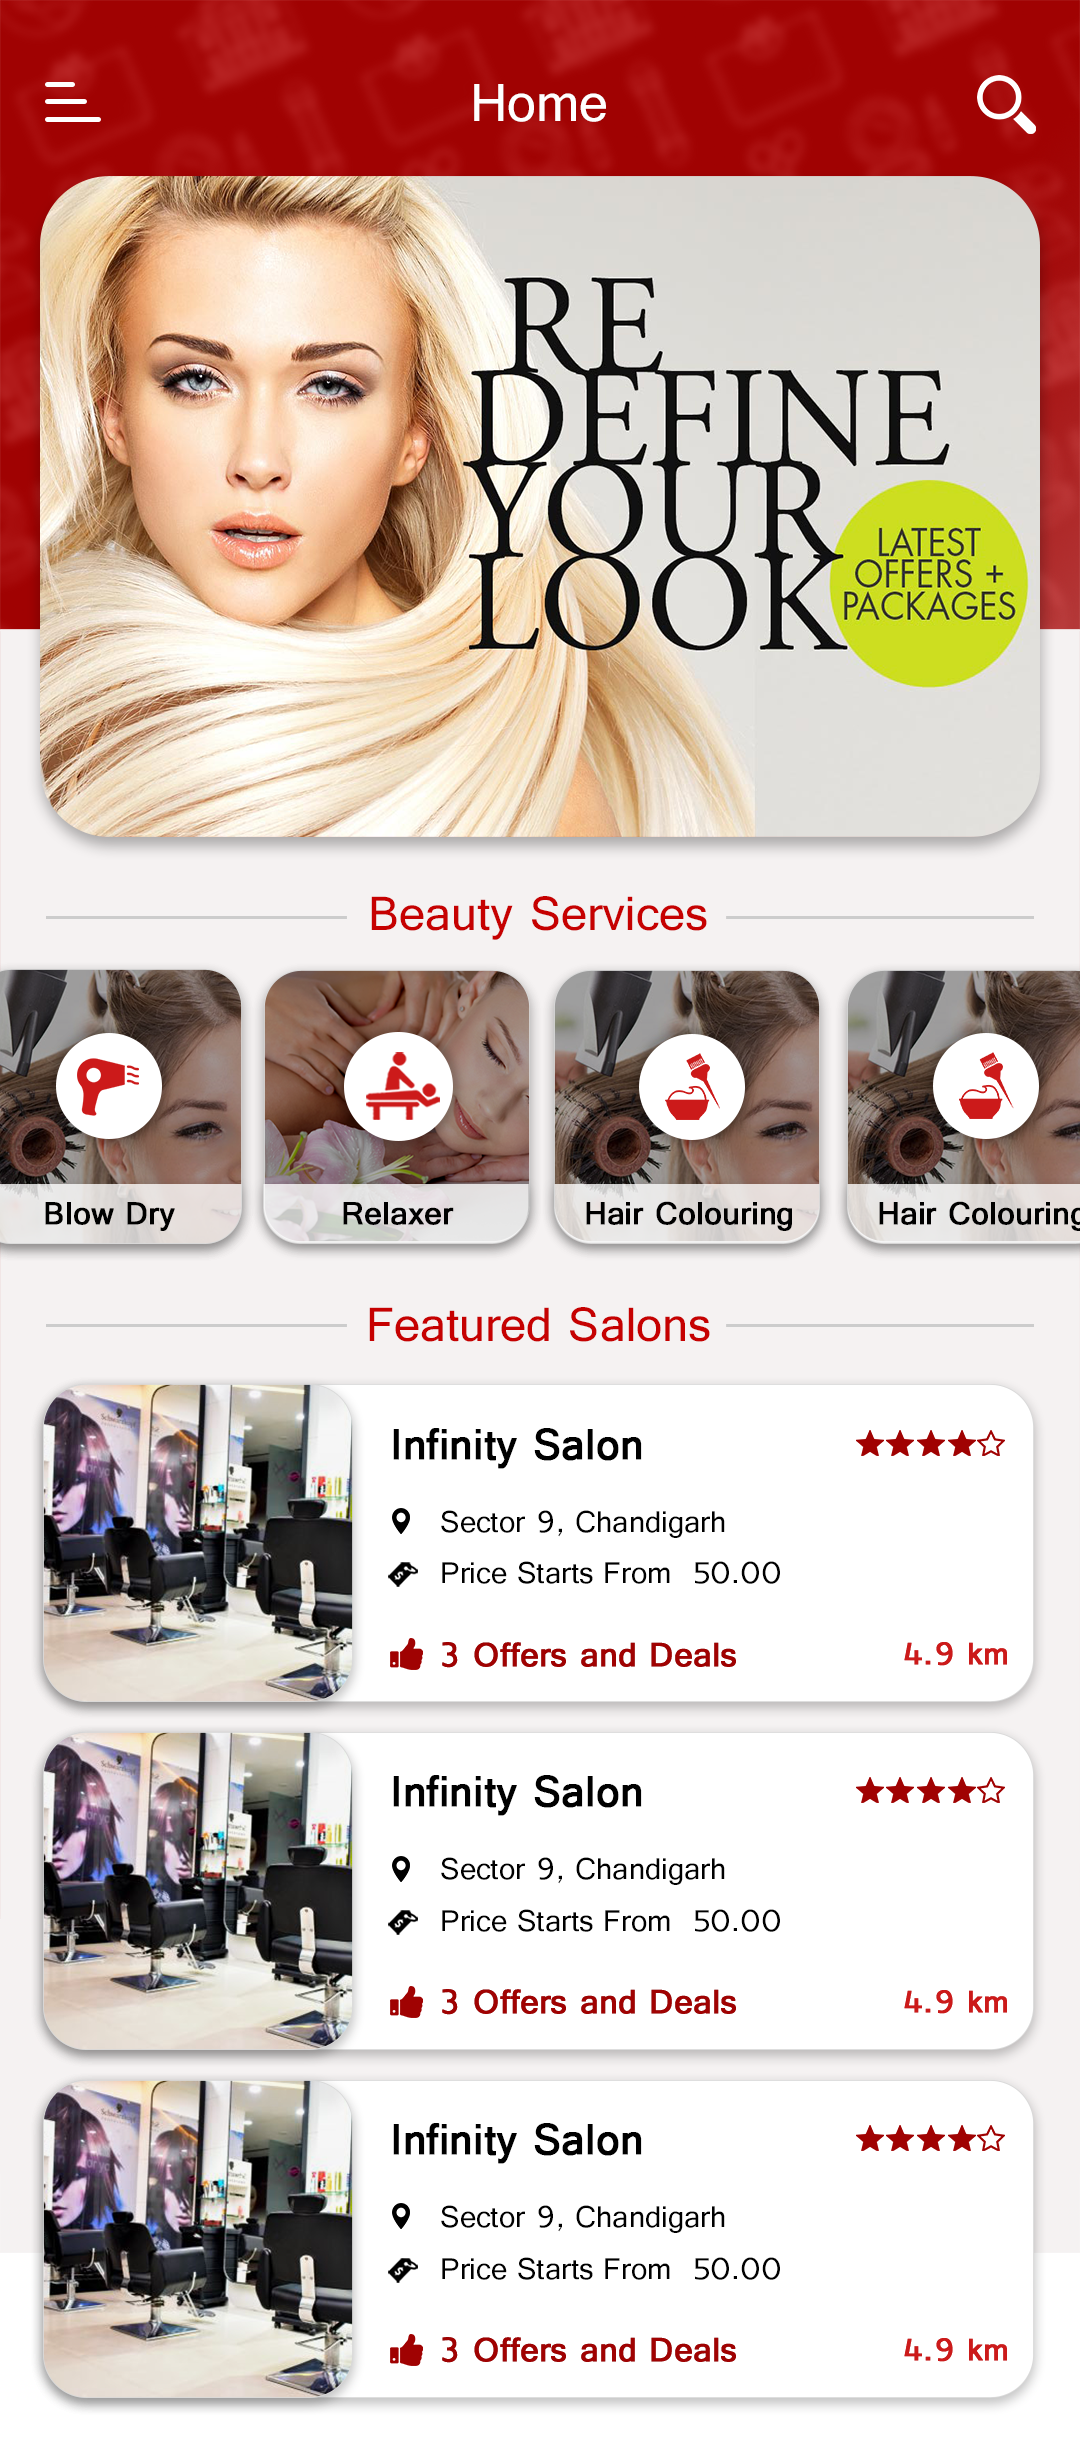 Home
RE
DEFINE
YOUR
LOOK
LATEST
OFFERS +
PACKAGES
Beauty Services
Blow Dry
Relaxer
Hair Colouring
Hair Colouring
Featured Salons
Infinity Salon
Sector 9, Chandigarh
Price Starts From 50.00
3 Offers and Deals
4.9 km
Infinity Salon
Sector 9, Chandigarh
Price Starts From 50.00
3 Offers and Deals
4.9 km
Infinity Salon
Sector 9, Chandigarh
Price Starts From 50.00
3 Offers and Deals
4.9 km